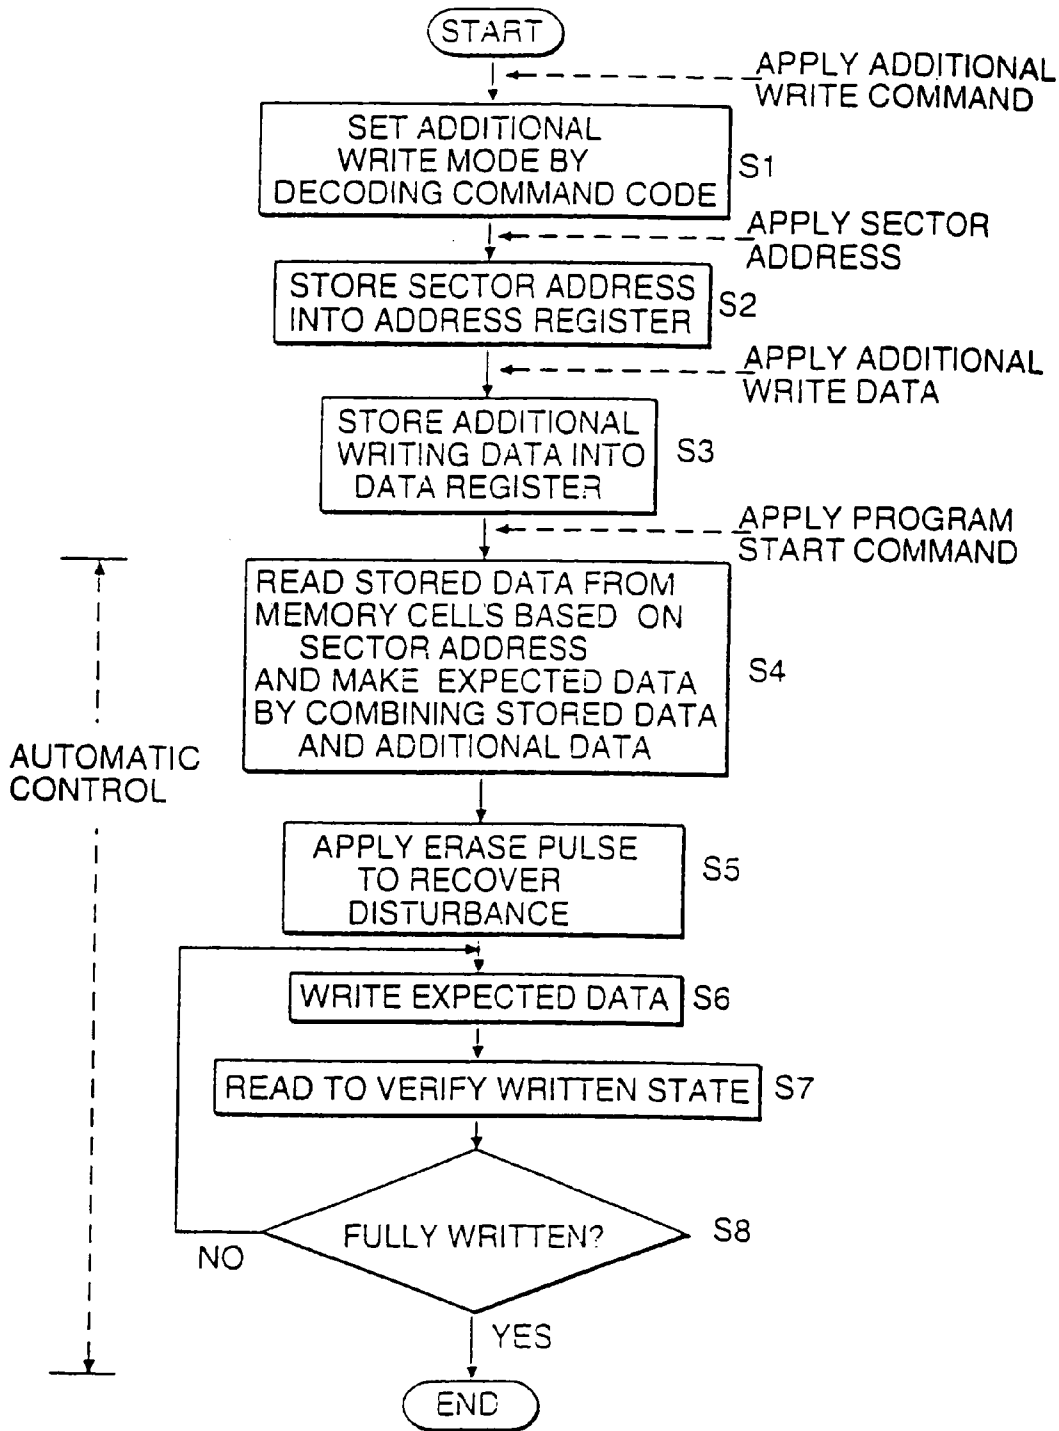 START
APPLY ADDITIONAL
WRITE COMMAND
SET ADDITIONAL
WRITE MODE BY
DECODING COMMAND CODE
S1
APPLY SECTOR
ADDRESS
STORE SECTOR ADDRESS
INTO ADDRESS REGISTER
S2
APPLY ADDITIONAL
WRITE DATA
STORE ADDITIONAL
WRITING DATA INTO
DATA REGISTER
S3
APPLY PROGRAM
START COMMAND
READ STORED DATA FROM
MEMORY CELLS BASED ON
SECTOR ADDRESS
AND MAKE EXPECTED DATA
BY COMBINING STORED DATA
AND ADDITIONAL DATA
S4
AUTOMATIC
CONTROL
APPLY ERASE PULSE
TO RECOVER
DISTURBANCE
S5
WRITE EXPECTED DATA
S6
READ TO VERIFY WRITTEN STATE
S7
FULLY WRITTEN?
S8
NO
YES
END